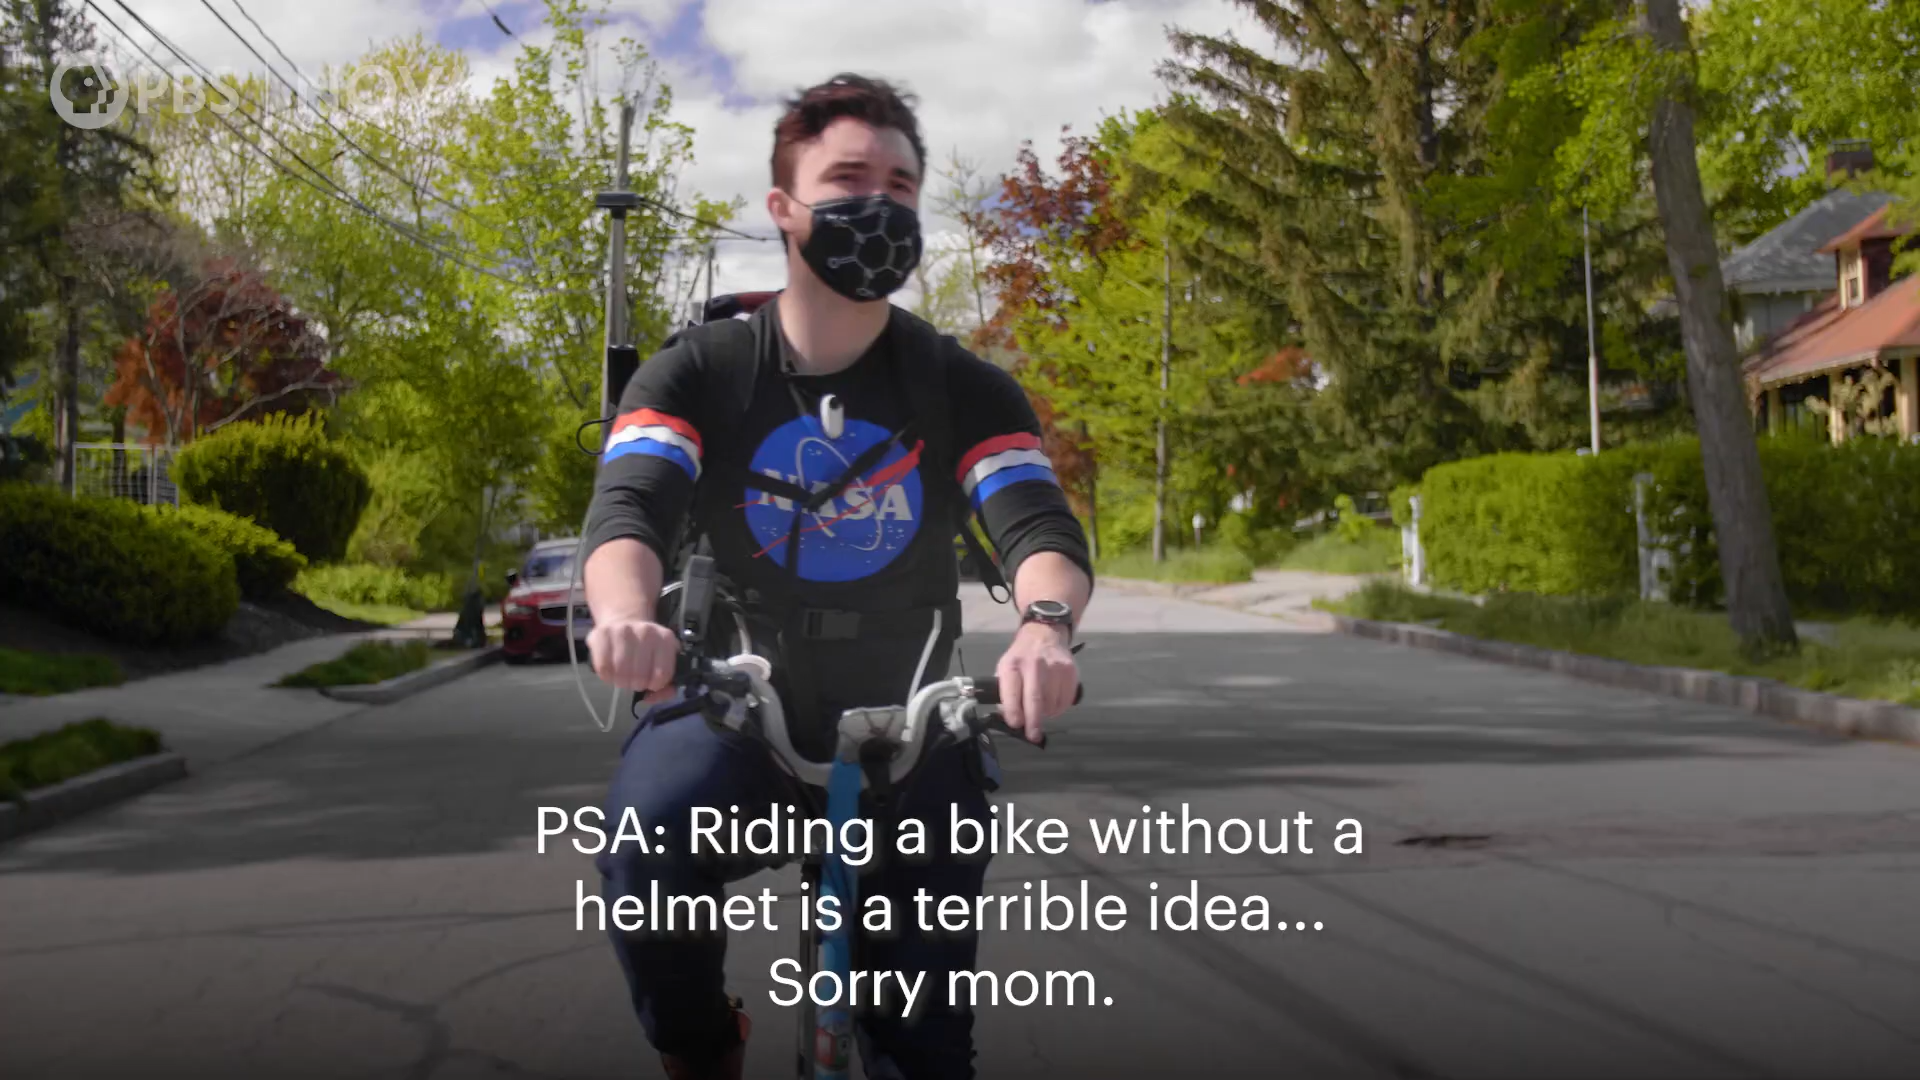 PBS NOVA
NASA
PSA: Riding a bike without a
helmet is a terrible idea...
Sorry mom.